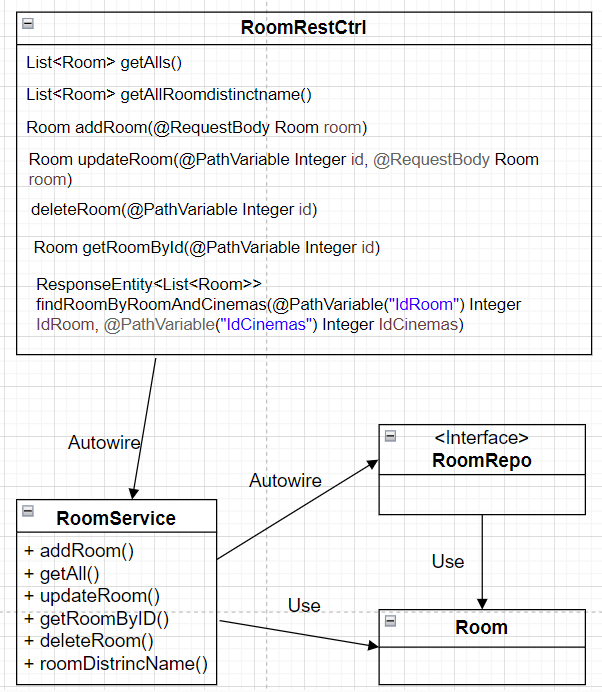 RoomRestCtrl
List<Room> getAlls()
List<Room> getAllRoomdistinctname()
Room addRoom(@RequestBody Room room)
Room updateRoom(@PathVariable Integer id, @RequestBody Room
room)
deleteRoom(@PathVariable Integer id)
Room getRoomById(@PathVariable Integer id)
ResponseEntity<List<Room>>
findRoomByRoomAndCinemas(@PathVariable("IdRoom") Integer
IdRoom, @PathVariable("IdCinemas") Integer IdCinemas)
Autowire
<Interface>
RoomRepo
Autowire
RoomService
+ addRoom()
+ getAll()
+ updateRoom()
+ getRoomByID()
+ deleteRoom()
+ roomDistrincName()
Use
Use
Room